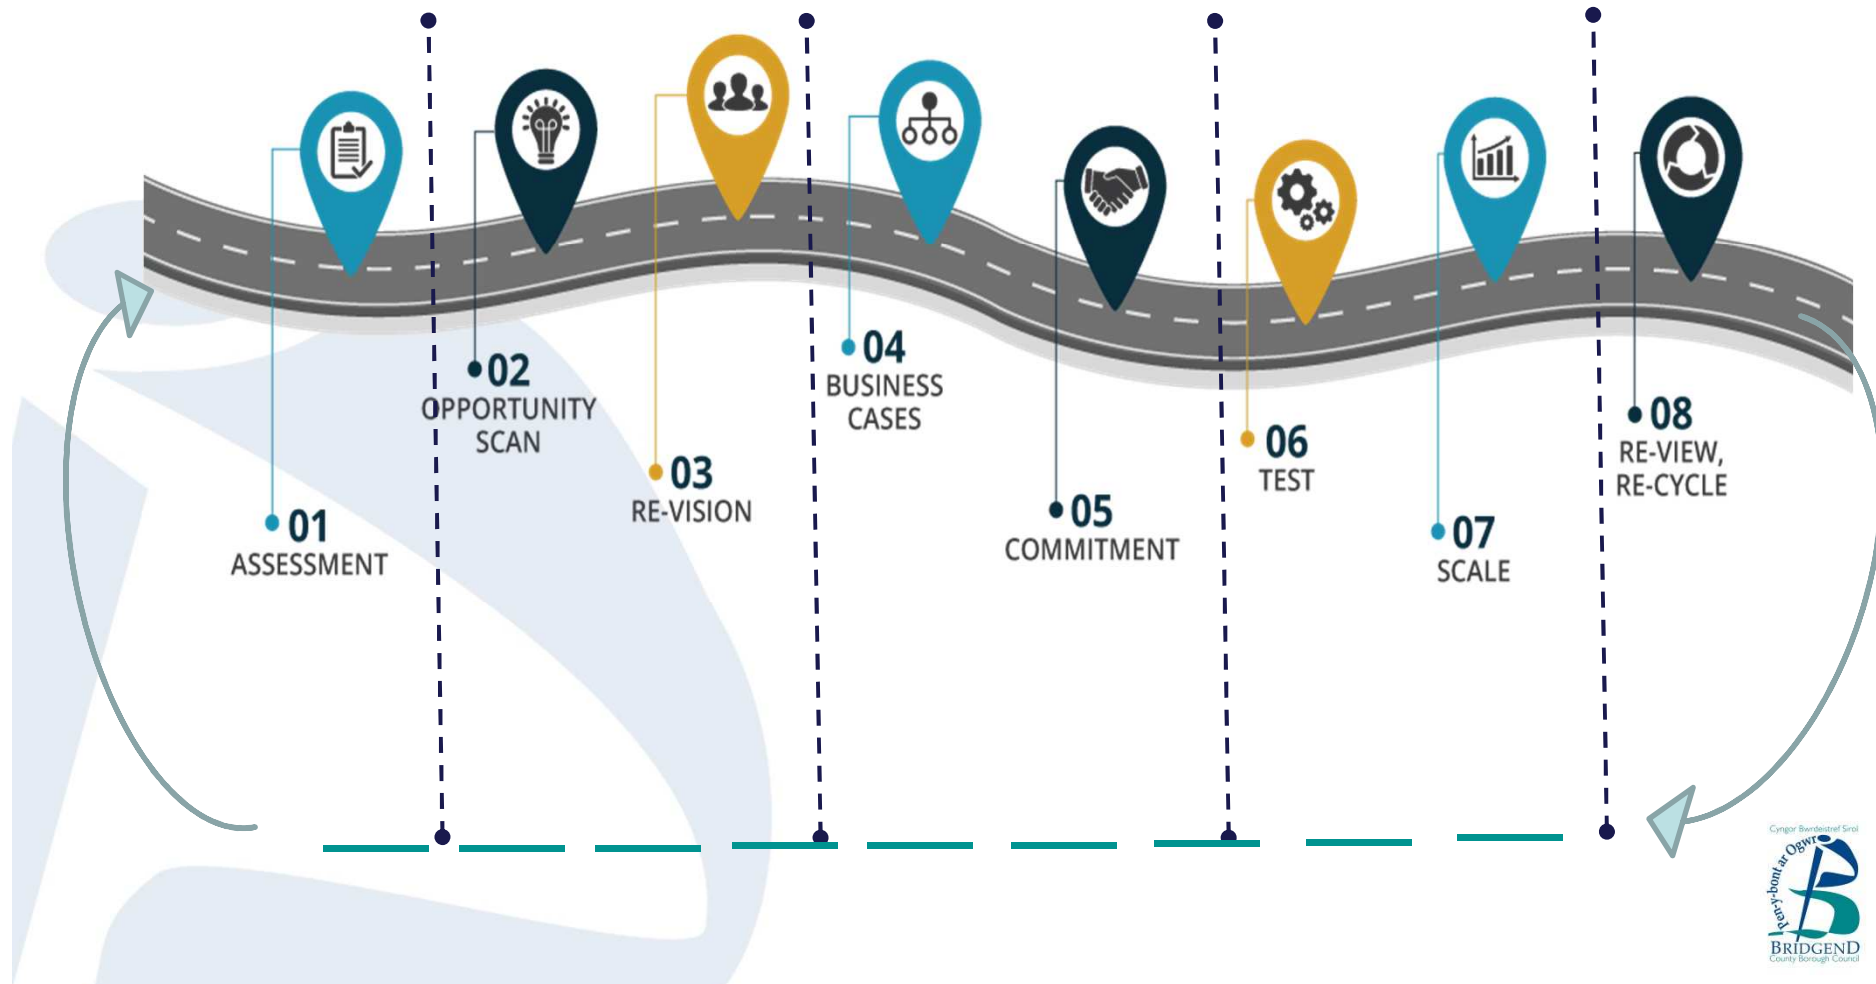 01
ASSESSMENT
02
OPPORTUNITY
SCAN
03
RE-VISION
04
BUSINESS
CASES
05
COMMITMENT
06
TEST
07
SCALE
08
RE-VIEW,
RE-CYCLE
Cyngor Bwrdeistref Sirol
Pen-y-bont ar Ogwr
BRIDGEND
County Borough Council